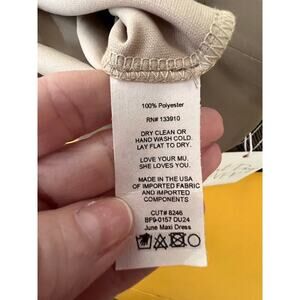 100% Polyester
RN# 133910
DRY CLEAN OR
HAND WASH COLD.
LAY FLAT TO DRY.
LOVE YOUR MU,
SHE LOVES YOU.
MADE IN THE USA
OF IMPORTED FABRIC
AND IMPORTED
COMPONENTS
CUT# 8246
BF9-0157 DU24
June Maxi Dress